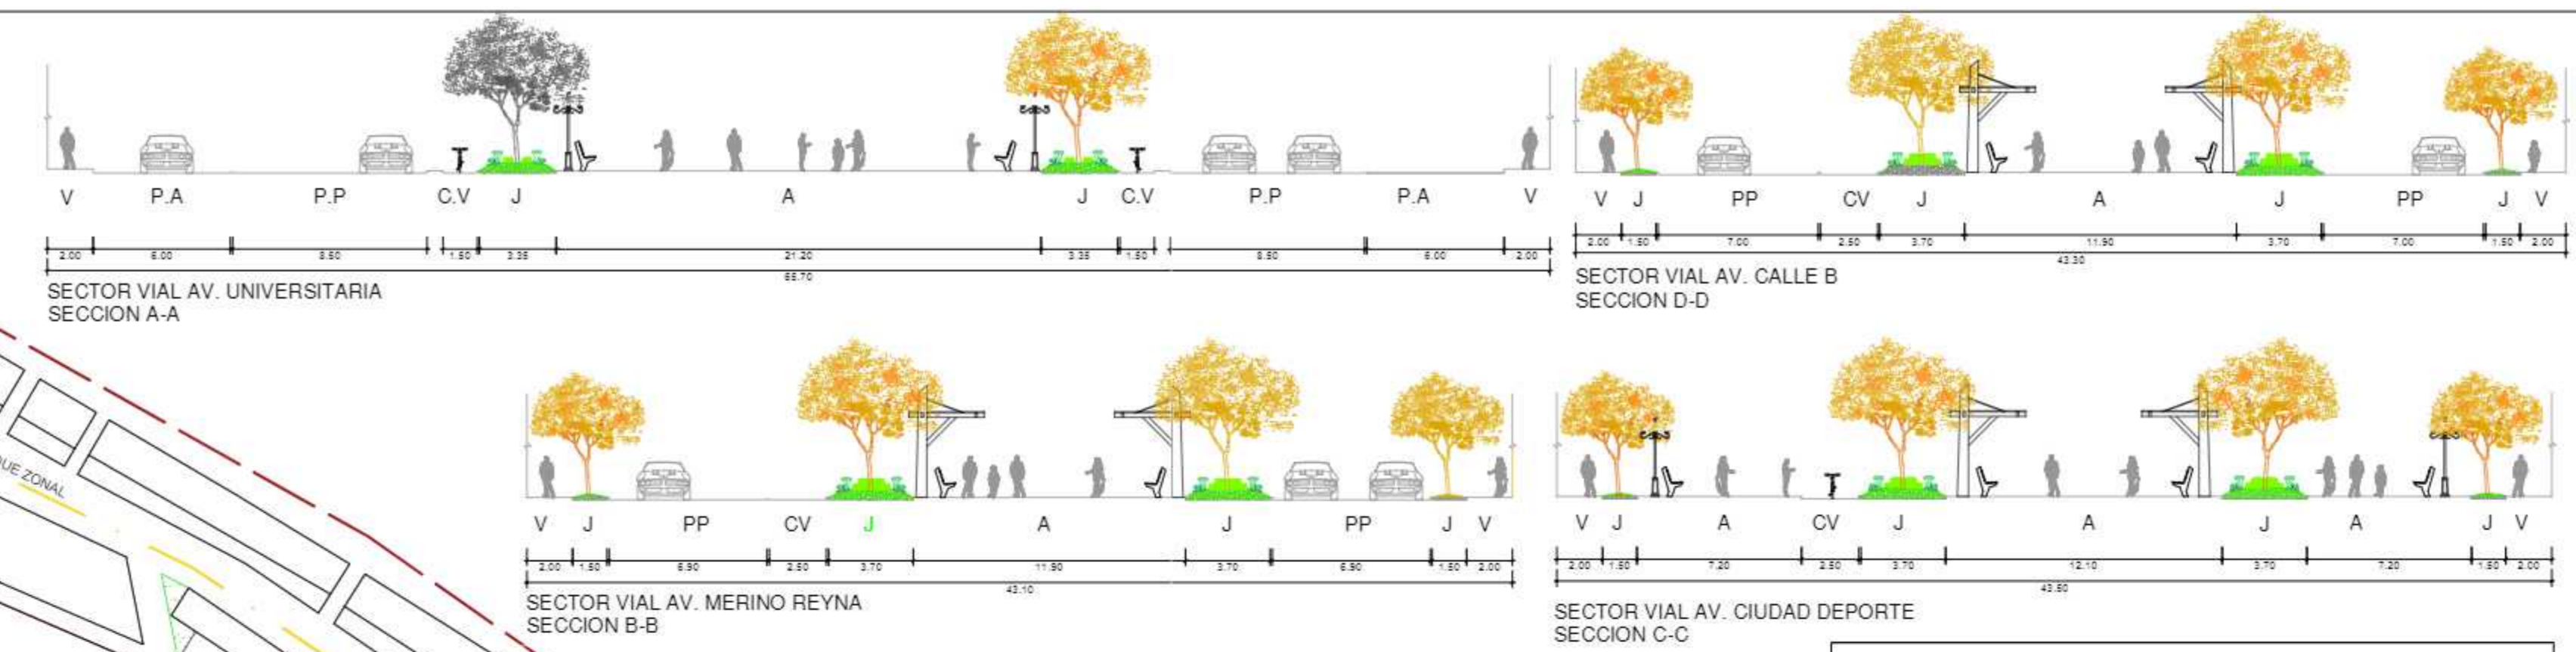 V P.A P.P C.V J A J C.V P.P P.A V
2.00 6.00 8.50 1.50 3.35 21.20 3.35 1.50 8.50 6.00 2.00
65.70
SECTOR VIAL AV. UNIVERSITARIA
SECCION A-A
V J PP CV J A J PP J V
2.00 1.50 7.00 2.50 3.70 11.90 3.70 7.00 1.50 2.00
43.30
SECTOR VIAL AV. CALLE B
SECCION D-D
UE ZONAL
V J PP CV J A J PP J V
2.00 1.50 6.90 2.50 3.70 11.90 3.70 6.90 1.50 2.00
43.10
SECTOR VIAL AV. MERINO REYNA
SECCION B-B
V J A CV J A J A J V
2.00 1.50 7.20 2.50 3.70 12.10 3.70 7.20 1.50 2.00
43.50
SECTOR VIAL AV. CIUDAD DEPORTE
SECCION C-C